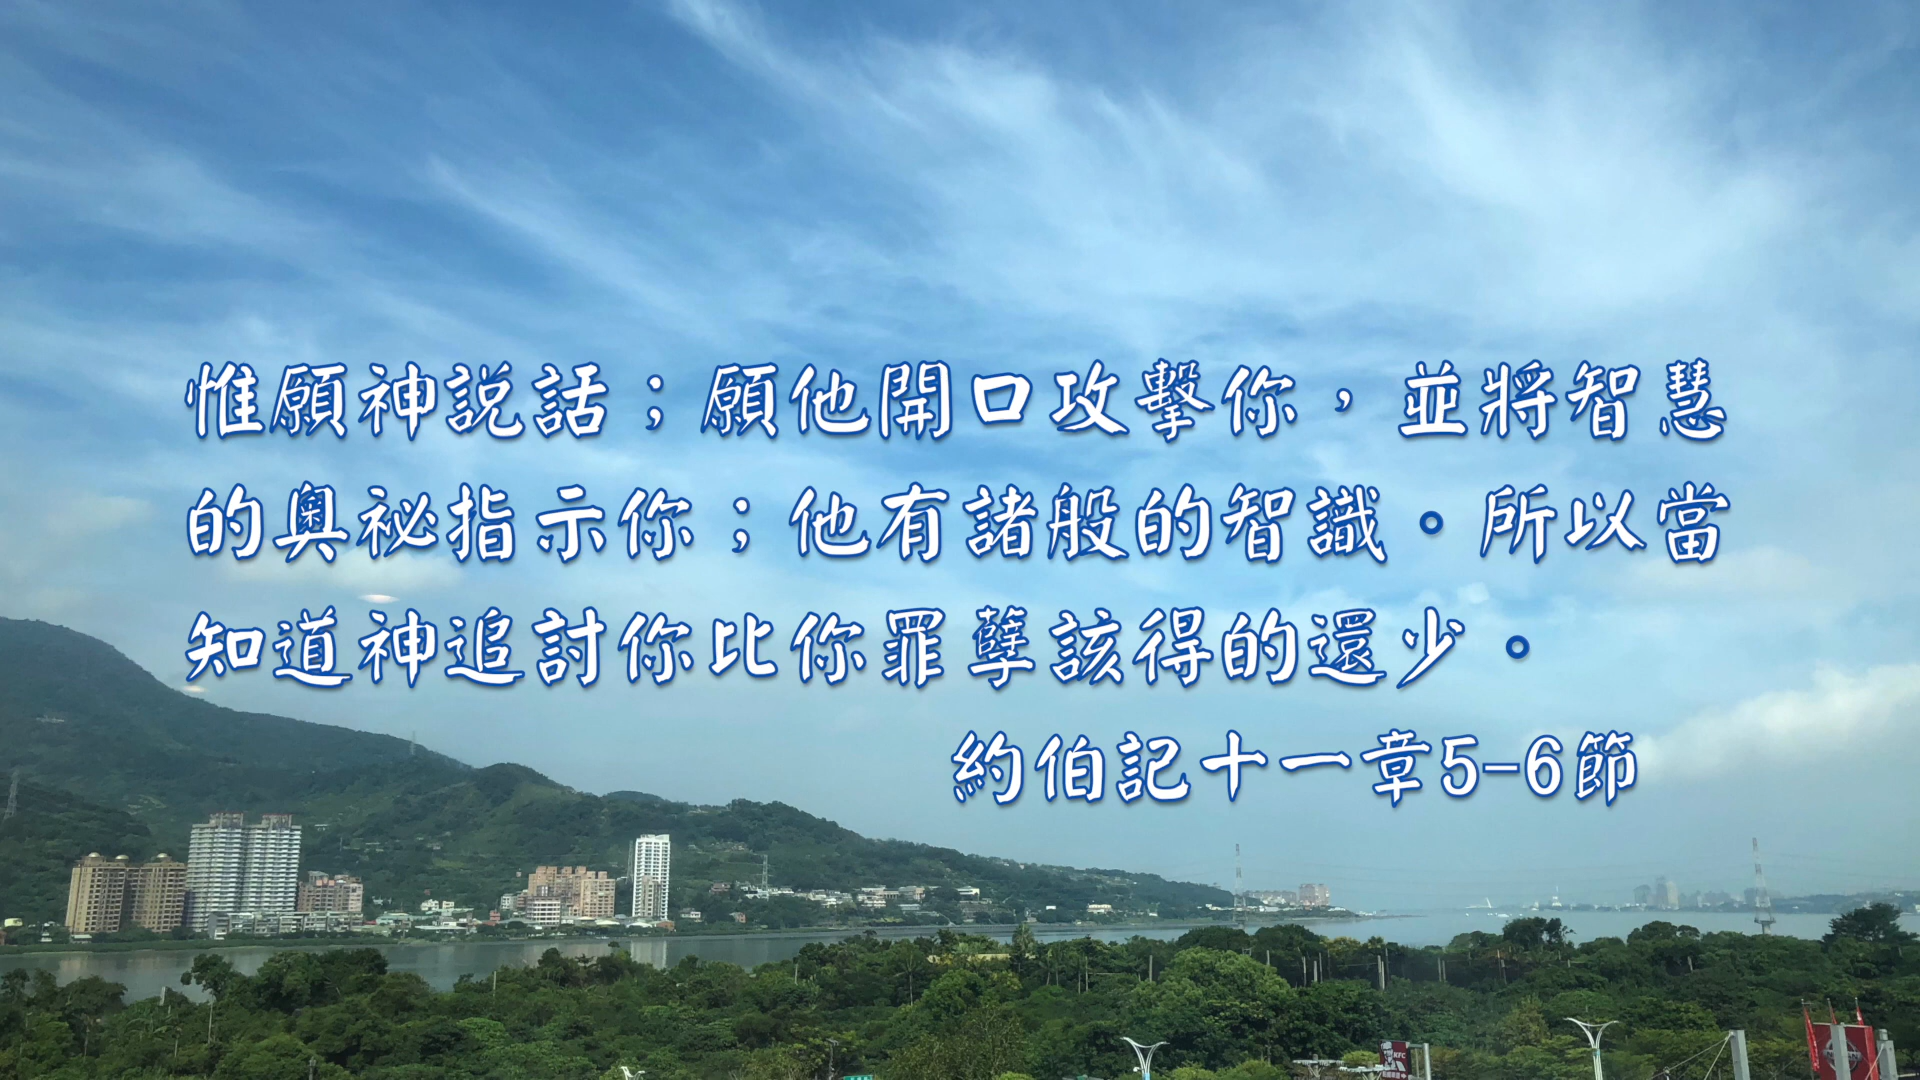 惟願神說話；願他開口攻擊你，並將智慧
的奧祕指示你；他有諸般的智識。所以當
知道神追討你比你罪孽該得的還少。
約伯記十一章5-6節
KFC